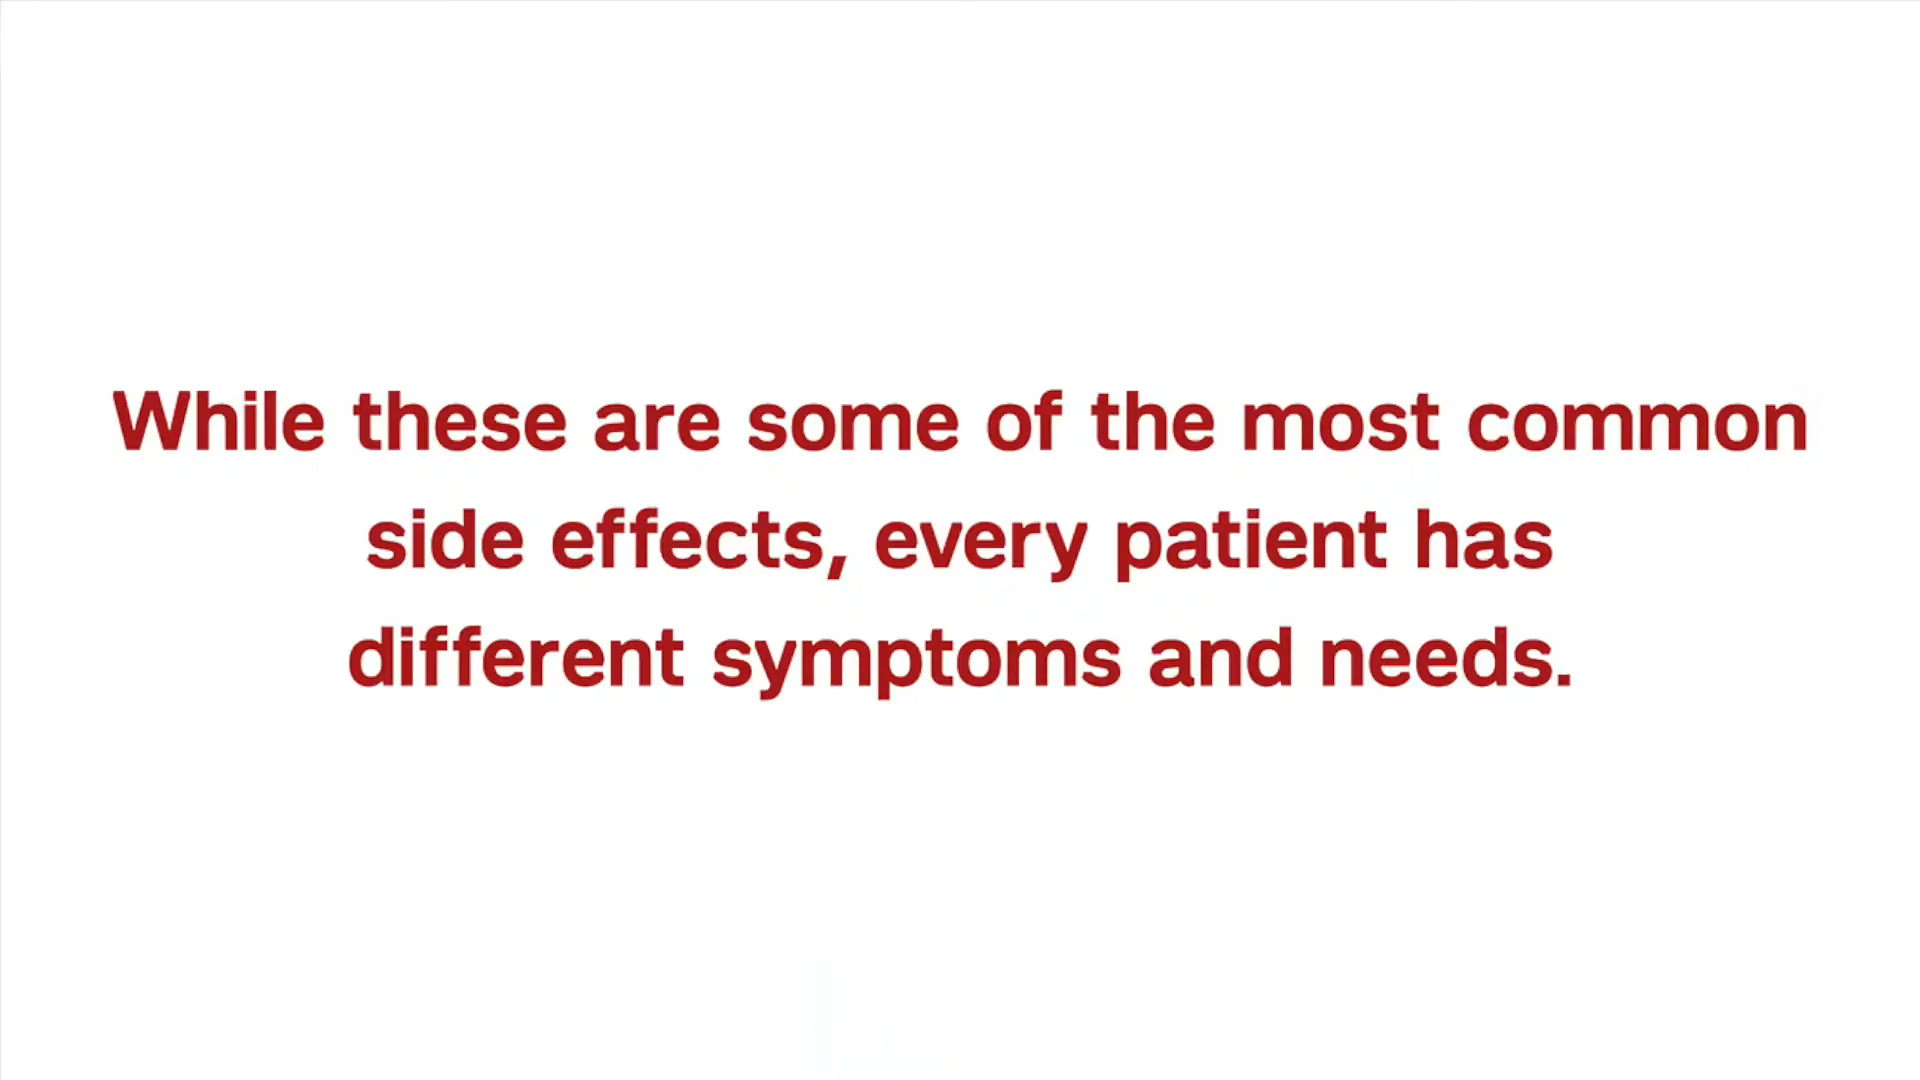 While these are some of the most common
side effects, every patient has
different symptoms and needs.